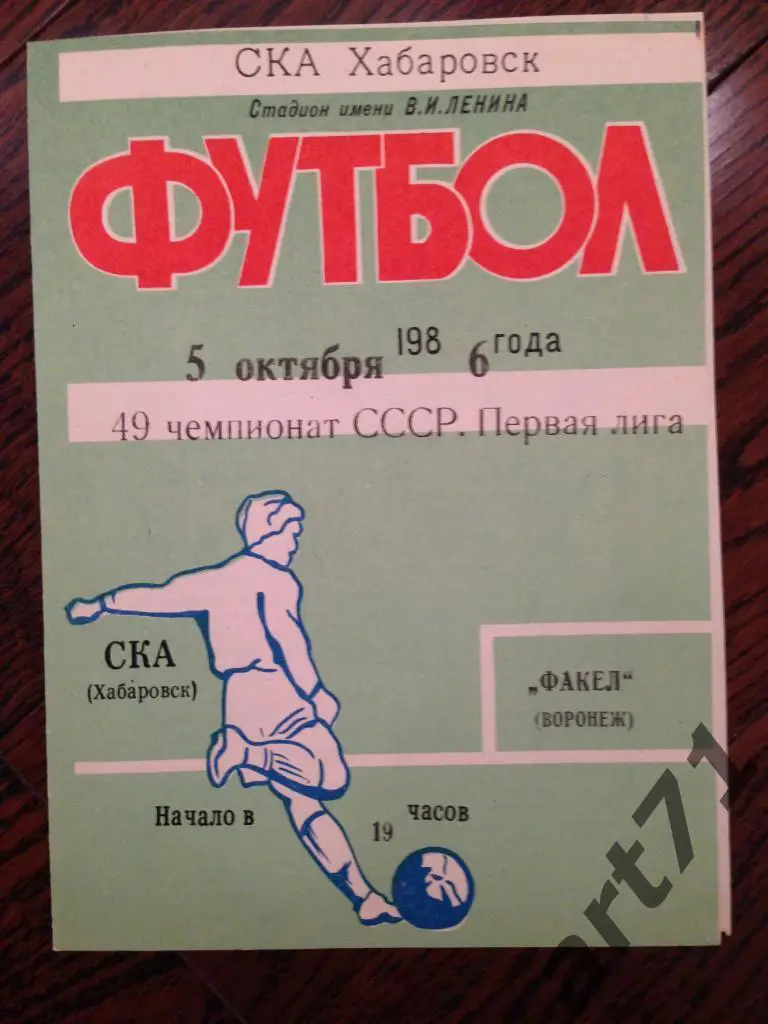 СКА Хабаровск
Стадион имени В.И.ЛЕНИНА
ФУТБОЛ
5 октября 198 6 года
49 чемпионат СССР. Первая лига
СКА
(Хабаровск)
„ФАКЕЛ“
(ВОРОНЕЖ)
Начало в 19 часов